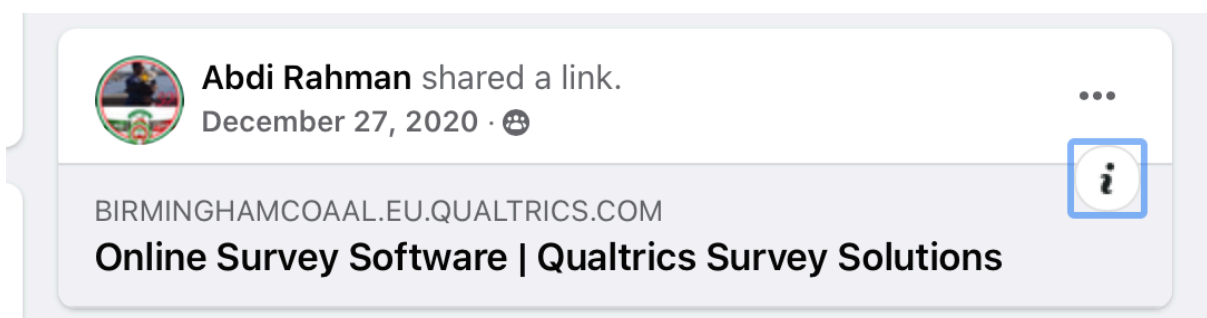 Abdi Rahman shared a link.
December 27, 2020 ·
BIRMINGHAMCOAAL.EU.QUALTRICS.COM
Online Survey Software | Qualtrics Survey Solutions
i